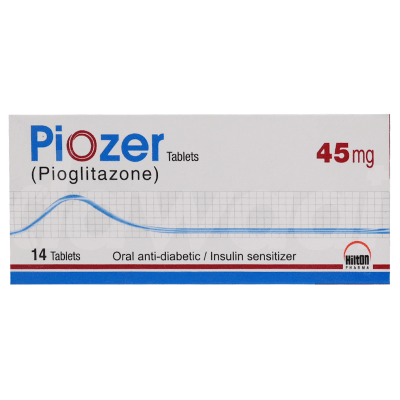 Piozer Tablets
45mg
(Pioglitazone)
14 Tablets
Oral anti-diabetic / Insulin sensitizer
Hilton
PHARMA